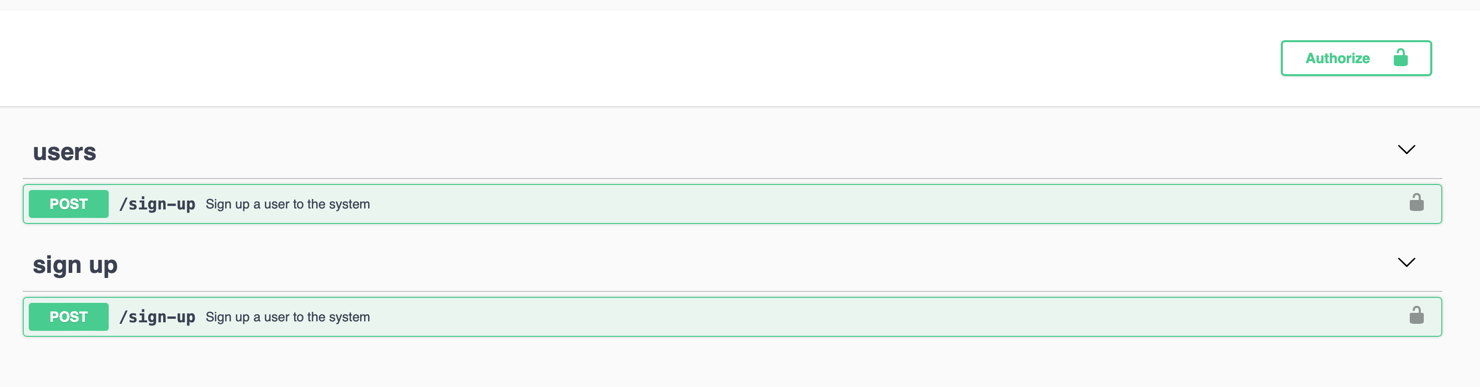 Authorize
users
POST /sign-up Sign up a user to the system
sign up
POST /sign-up Sign up a user to the system